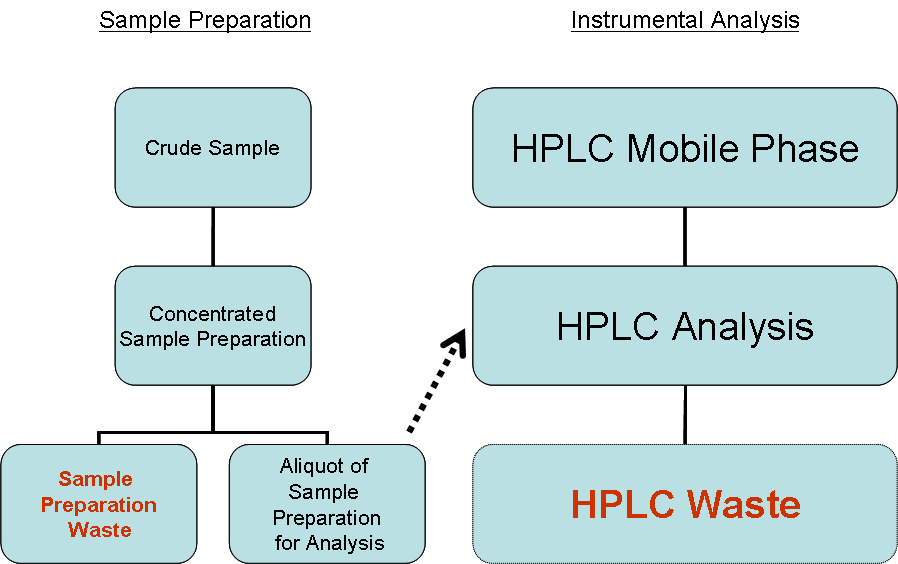 Sample Preparation
Instrumental Analysis
Crude Sample
HPLC Mobile Phase
Concentrated
Sample Preparation
HPLC Analysis
Sample
Preparation
Waste
Aliquot of
Sample
Preparation
for Analysis
HPLC Waste